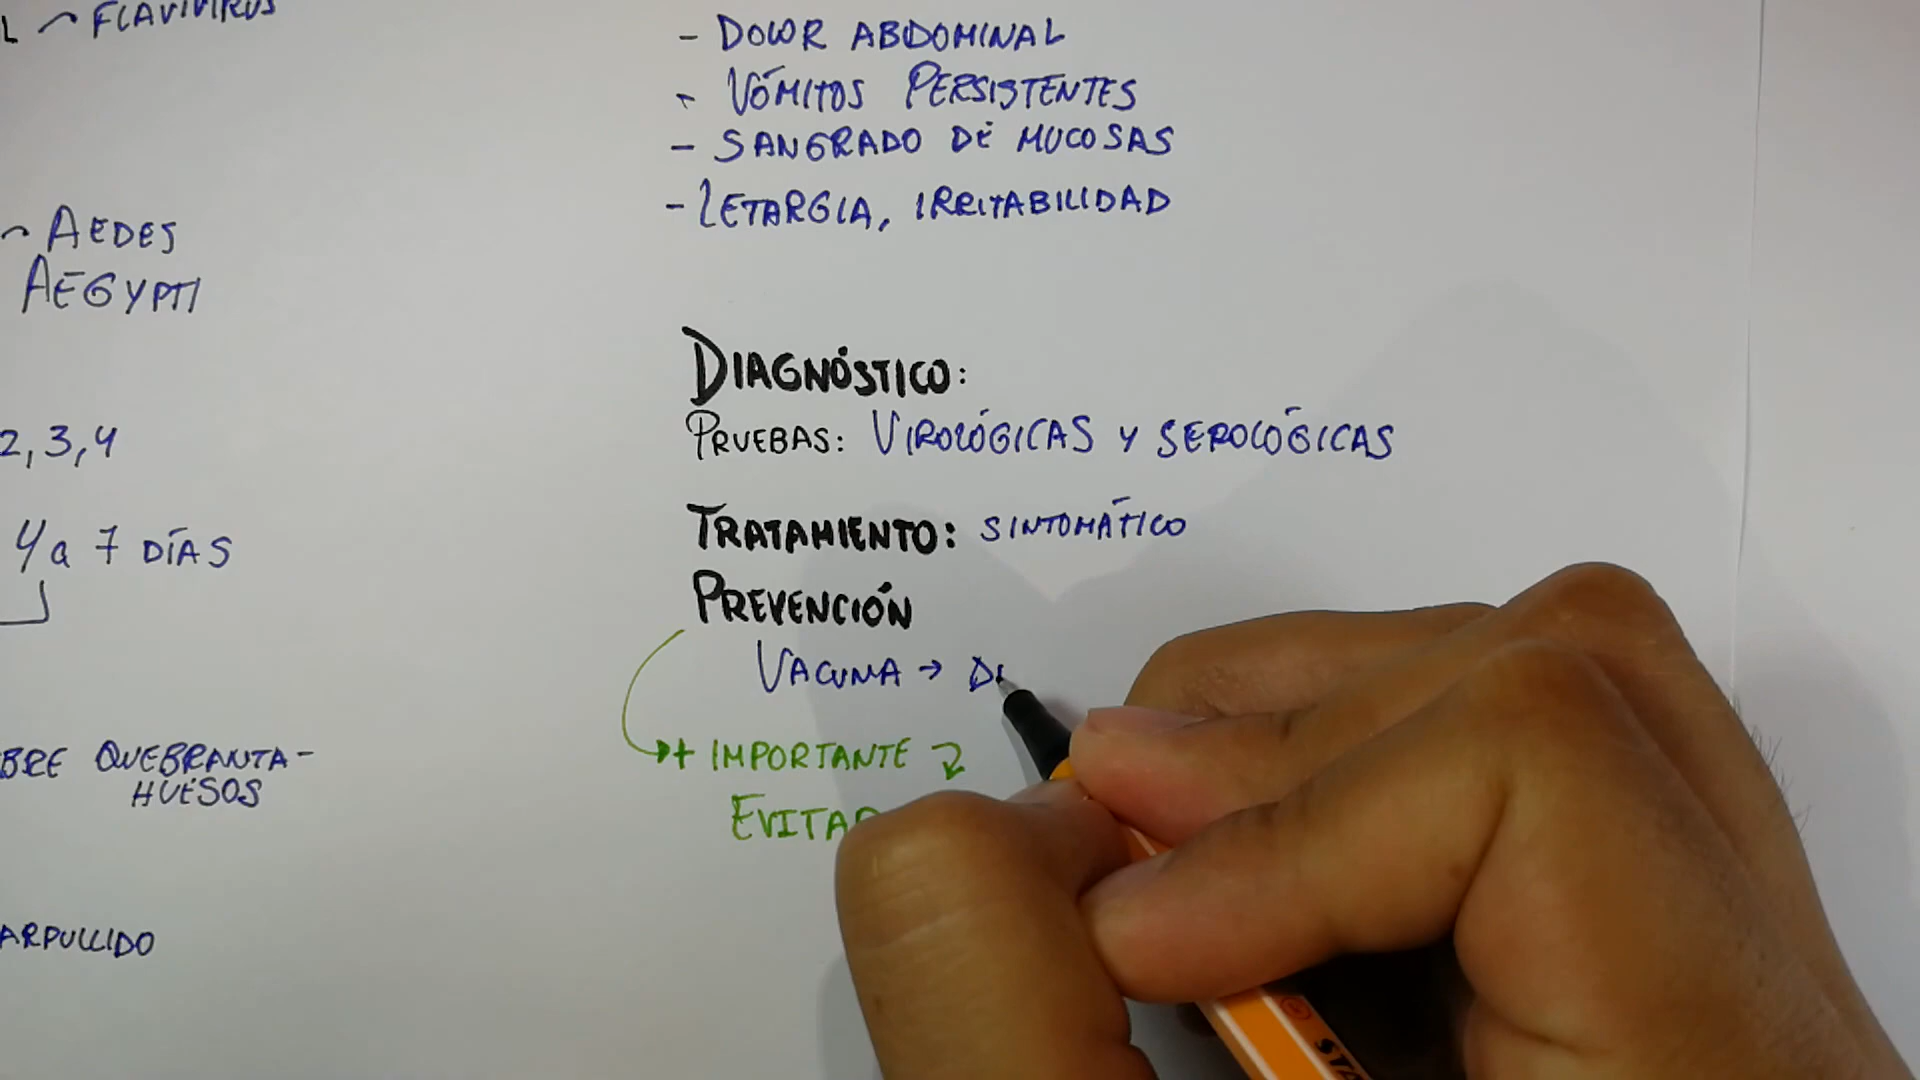 FLAVIVIRUS
AEDES
AEGYPTI
2, 3, 4
4 a 7 DÍAS
QUEBRANTA-
HUESOS
- DOLOR ABDOMINAL
- VÓMITOS PERSISTENTES
- SANGRADO DE MUCOSAS
- LETARGIA, IRRITABILIDAD
DIAGNÓSTICO:
PRUEBAS: VIROLÓGICAS Y SEROLÓGICAS
TRATAMIENTO: SINTOMÁTICO
PREVENCIÓN
VACUNA →
+ IMPORTANTE